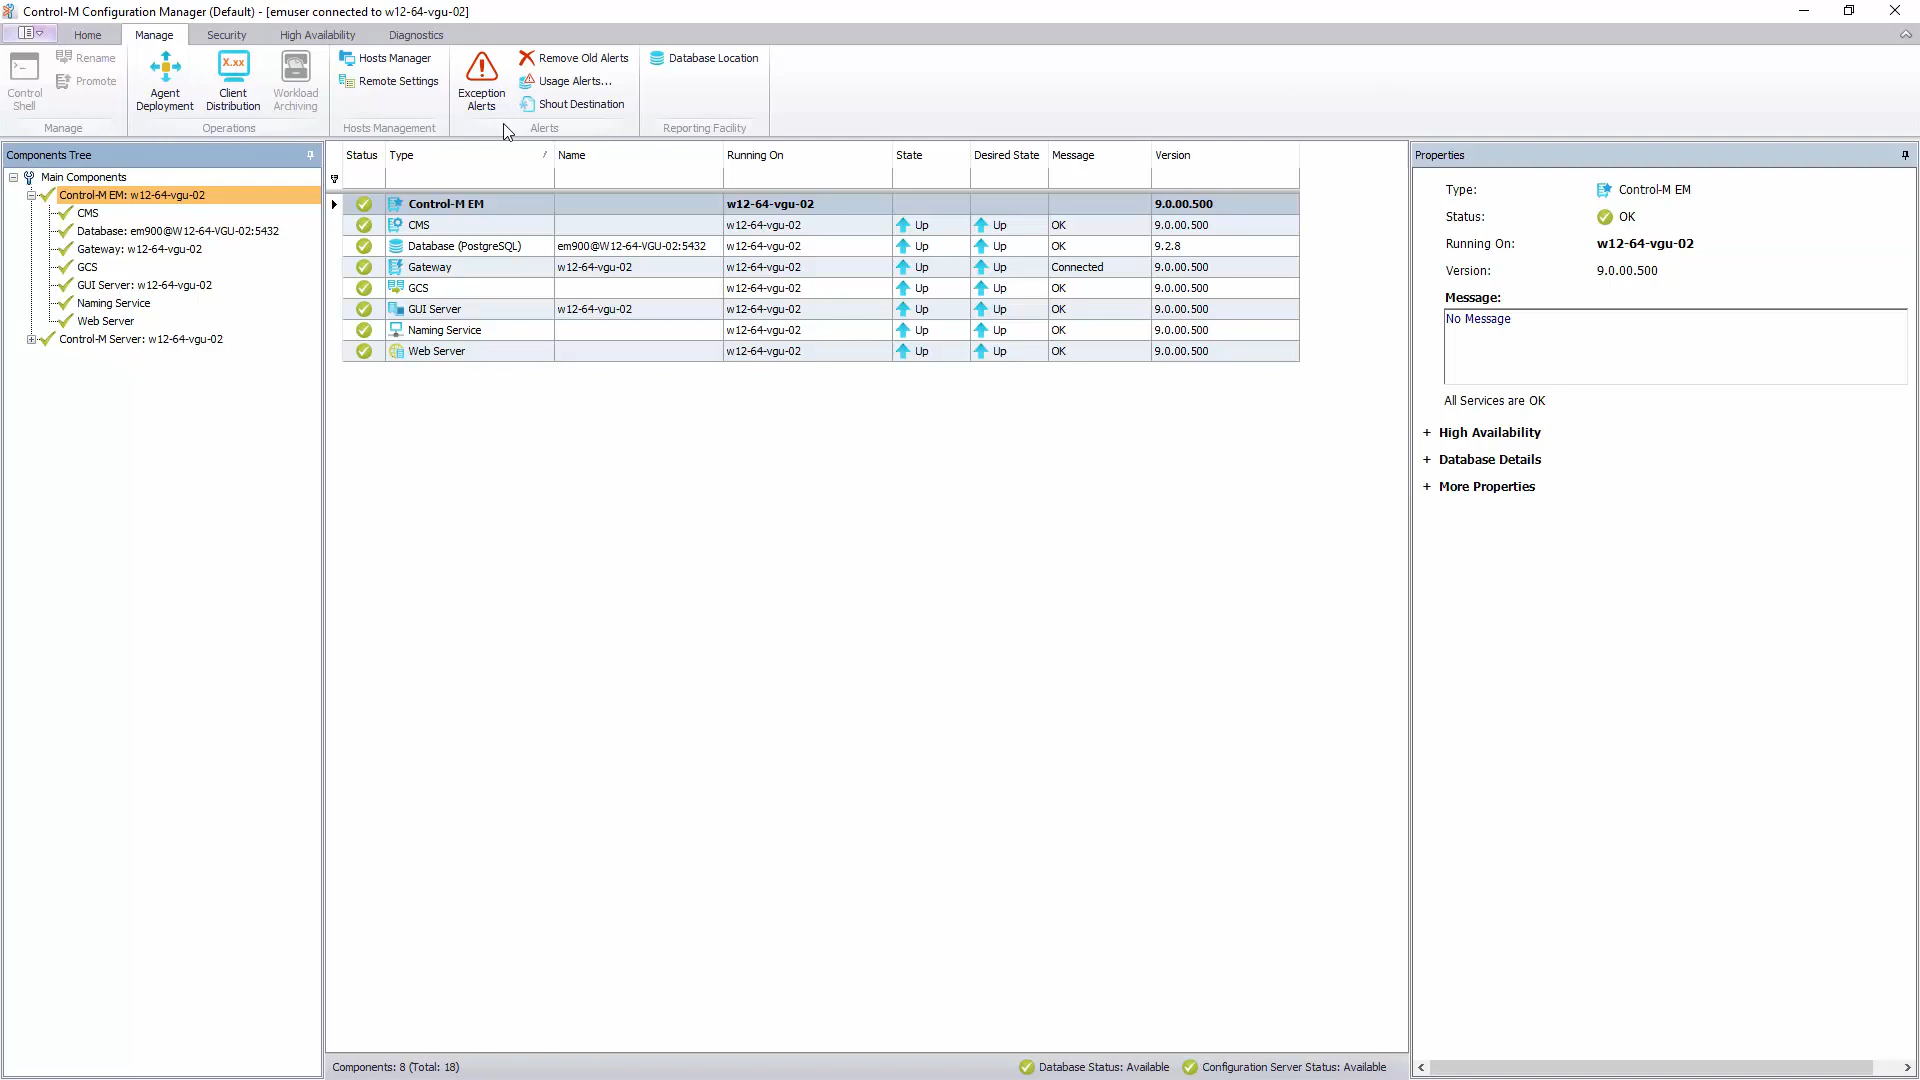 Control-M Configuration Manager (Default) - [emuser connected to w12-64-vgu-02]
Home Manage Security High Availability Diagnostics
Control Shell
Rename
Promote
Manage
Agent Deployment
X.xx
Client Distribution
Workload Archiving
Operations
Hosts Manager
Remote Settings
Hosts Management
Exception Alerts
Remove Old Alerts
Usage Alerts...
Shout Destination
Alerts
Database Location
Reporting Facility
Components Tree
Main Components
Control-M EM: w12-64-vgu-02
CMS
Database: em900@W12-64-VGU-02:5432
Gateway: w12-64-vgu-02
GCS
GUI Server: w12-64-vgu-02
Naming Service
Web Server
Control-M Server: w12-64-vgu-02
Status Type / Name Running On State Desired State Message Version
Control-M EM w12-64-vgu-02 9.0.00.500
CMS w12-64-vgu-02 Up Up OK 9.0.00.500
Database (PostgreSQL) em900@W12-64-VGU-02:5432 w12-64-vgu-02 Up Up OK 9.2.8
Gateway w12-64-vgu-02 w12-64-vgu-02 Up Up Connected 9.0.00.500
GCS w12-64-vgu-02 Up Up OK 9.0.00.500
GUI Server w12-64-vgu-02 w12-64-vgu-02 Up Up OK 9.0.00.500
Naming Service w12-64-vgu-02 Up Up OK 9.0.00.500
Web Server w12-64-vgu-02 Up Up OK 9.0.00.500
Components: 8 (Total: 18)
Database Status: Available
Configuration Server Status: Available
Properties
Type: Control-M EM
Status: OK
Running On: w12-64-vgu-02
Version: 9.0.00.500
Message:
No Message
All Services are OK
+ High Availability
+ Database Details
+ More Properties